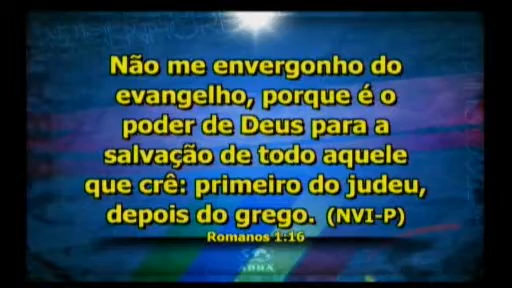 Não me envergonho do
evangelho, porque é o
poder de Deus para a
salvação de todo aquele
que crê: primeiro do judeu,
depois do grego. (NVI-P)
Romanos 1:16